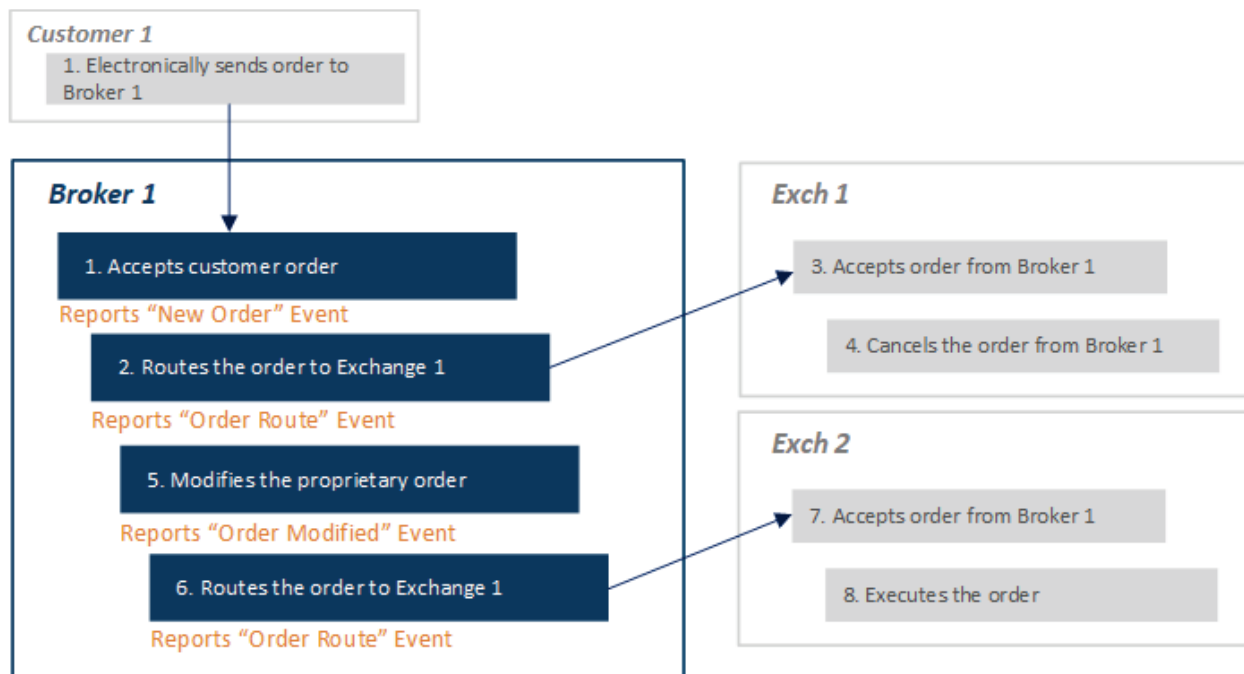 Customer 1
1. Electronically sends order to
Broker 1
Broker 1
1. Accepts customer order
Reports “New Order” Event
2. Routes the order to Exchange 1
Reports “Order Route” Event
5. Modifies the proprietary order
Reports “Order Modified” Event
6. Routes the order to Exchange 1
Reports “Order Route” Event
Exch 1
3. Accepts order from Broker 1
4. Cancels the order from Broker 1
Exch 2
7. Accepts order from Broker 1
8. Executes the order